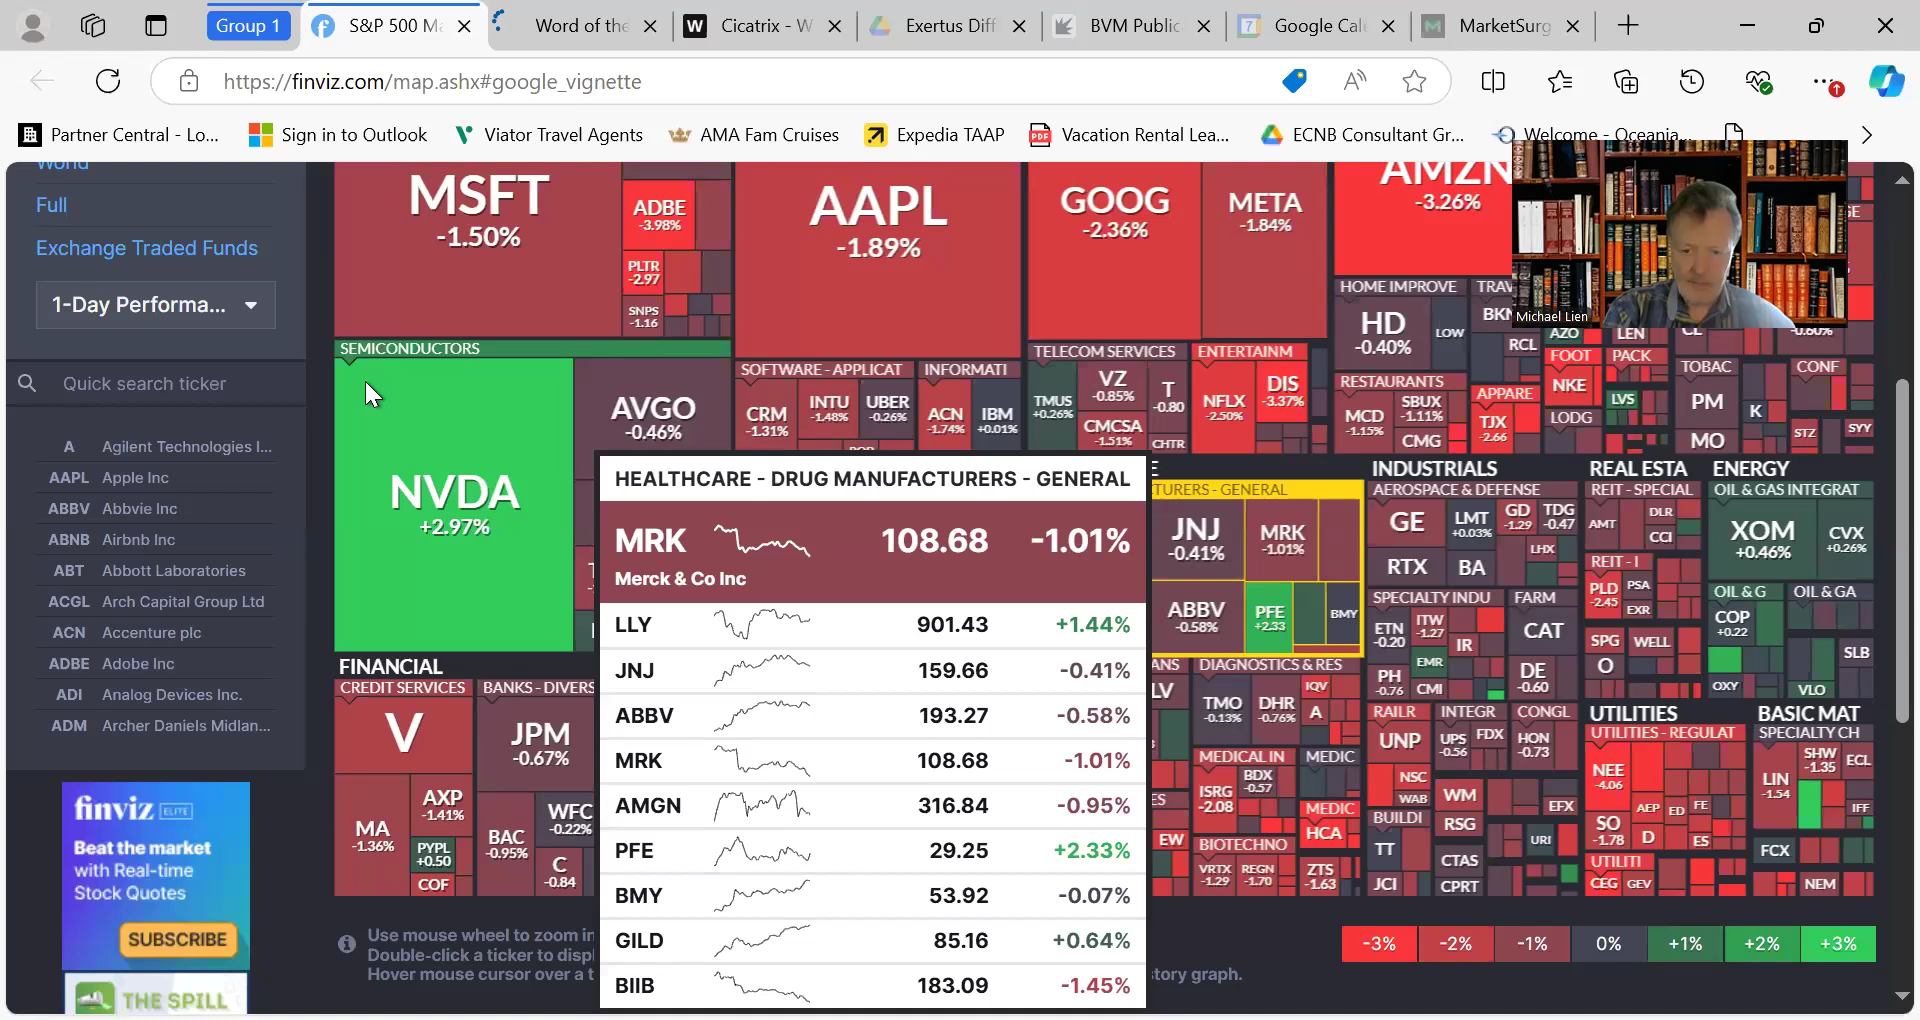 Group 1
S&P 500 Ma
Word of the
Cicatrix - W
Exertus Diff
BVM Public
Google Cale
MarketSurg
https://finviz.com/map.ashx#google_vignette
Partner Central - Lo...
Sign in to Outlook
Viator Travel Agents
AMA Fam Cruises
Expedia TAAP
Vacation Rental Lea...
ECNB Consultant Gr...
Welcome - Oceania...
World
Full
Exchange Traded Funds
1-Day Performa...
Quick search ticker
A Agilent Technologies I...
AAPL Apple Inc
ABBV Abbvie Inc
ABNB Airbnb Inc
ABT Abbott Laboratories
ACGL Arch Capital Group Ltd
ACN Accenture plc
ADBE Adobe Inc
ADI Analog Devices Inc.
ADM Archer Daniels Midlan...
finviz ELITE
Beat the market
with Real-time
Stock Quotes
SUBSCRIBE
THE SPILL
MSFT
-1.50%
ADBE
-3.98%
PLTR
-2.97
SNPS
-1.16
AAPL
-1.89%
GOOG
-2.36%
META
-1.84%
AMZN
-3.26%
Michael Lien
SEMICONDUCTORS
NVDA
+2.97%
AVGO
-0.46%
SOFTWARE - APPLICAT
CRM
-1.31%
INTU
-1.48%
UBER
-0.26%
INFORMATI
ACN
-1.74%
IBM
+0.01%
TELECOM SERVICES
TMUS
+0.26%
VZ
-0.85%
T
-0.80
CMCSA
-1.51%
CHTR
ENTERTAINM
NFLX
-2.50%
DIS
-3.37%
HOME IMPROVE
HD
-0.40%
LOW
TRAV
BKN
RCL
RESTAURANTS
MCD
-1.15%
SBUX
-1.11%
CMG
APPARE
TJX
-2.66
AZO
FOOT
NKE
LODG
LEN
PACK
LVS
CL
-0.60%
TOBAC
PM
MO
K
CONF
STZ
SYY
FINANCIAL
CREDIT SERVICES
V
MA
-1.36%
AXP
-1.41%
PYPL
+0.50
COF
BANKS - DIVERS
JPM
-0.67%
BAC
-0.95%
WFC
-0.22%
C
-0.84
HEALTHCARE - DRUG MANUFACTURERS - GENERAL
MRK 108.68 -1.01%
Merck & Co Inc
LLY 901.43 +1.44%
JNJ 159.66 -0.41%
ABBV 193.27 -0.58%
MRK 108.68 -1.01%
AMGN 316.84 -0.95%
PFE 29.25 +2.33%
BMY 53.92 -0.07%
GILD 85.16 +0.64%
BIIB 183.09 -1.45%
E
CTURERS - GENERAL
JNJ
-0.41%
MRK
-1.01%
ABBV
-0.58%
PFE
+2.33
BMY
ANS
LV
DIAGNOSTICS & RES
TMO
-0.13%
DHR
-0.76%
IQV
A
ES
EW
MEDICAL IN
ISRG
-2.08
BDX
-0.57
MEDIC
MEDIC
HCA
BIOTECHNO
VRTX
-1.29
REGN
-1.70
ZTS
-1.63
INDUSTRIALS
AEROSPACE & DEFENSE
GE
LMT
+0.03%
GD
-1.29
TDG
-0.47
RTX
BA
LHX
SPECIALTY INDU
ETN
-0.20
ITW
-1.27
EMR
IR
PH
-0.76
CMI
FARM
CAT
DE
-0.60
RAILR
UNP
NSC
WAB
INTEGR
UPS
-0.56
FDX
CONGL
HON
-0.73
WM
RSG
EFX
BUILDI
TT
JCI
CTAS
CPRT
URI
REAL ESTA
REIT - SPECIAL
AMT
DLR
CCI
REIT - I
PLD
-2.45
PSA
EXR
SPG
WELL
O
ENERGY
OIL & GAS INTEGRAT
XOM
+0.46%
CVX
+0.26%
OIL & G
COP
+0.22
OXY
OIL & GA
SLB
VLO
UTILITIES
UTILITIES - REGULAT
NEE
-4.06
SO
-1.78
AEP
D
ED
FE
ES
UTILITI
CEG
GEV
BASIC MAT
SPECIALTY CH
LIN
-1.54
SHW
-1.35
ECL
IFF
FCX
NEM
Use mouse wheel to zoom in
Double-click a ticker to displ
Hover mouse cursor over a t
story graph.
-3% -2% -1% 0% +1% +2% +3%